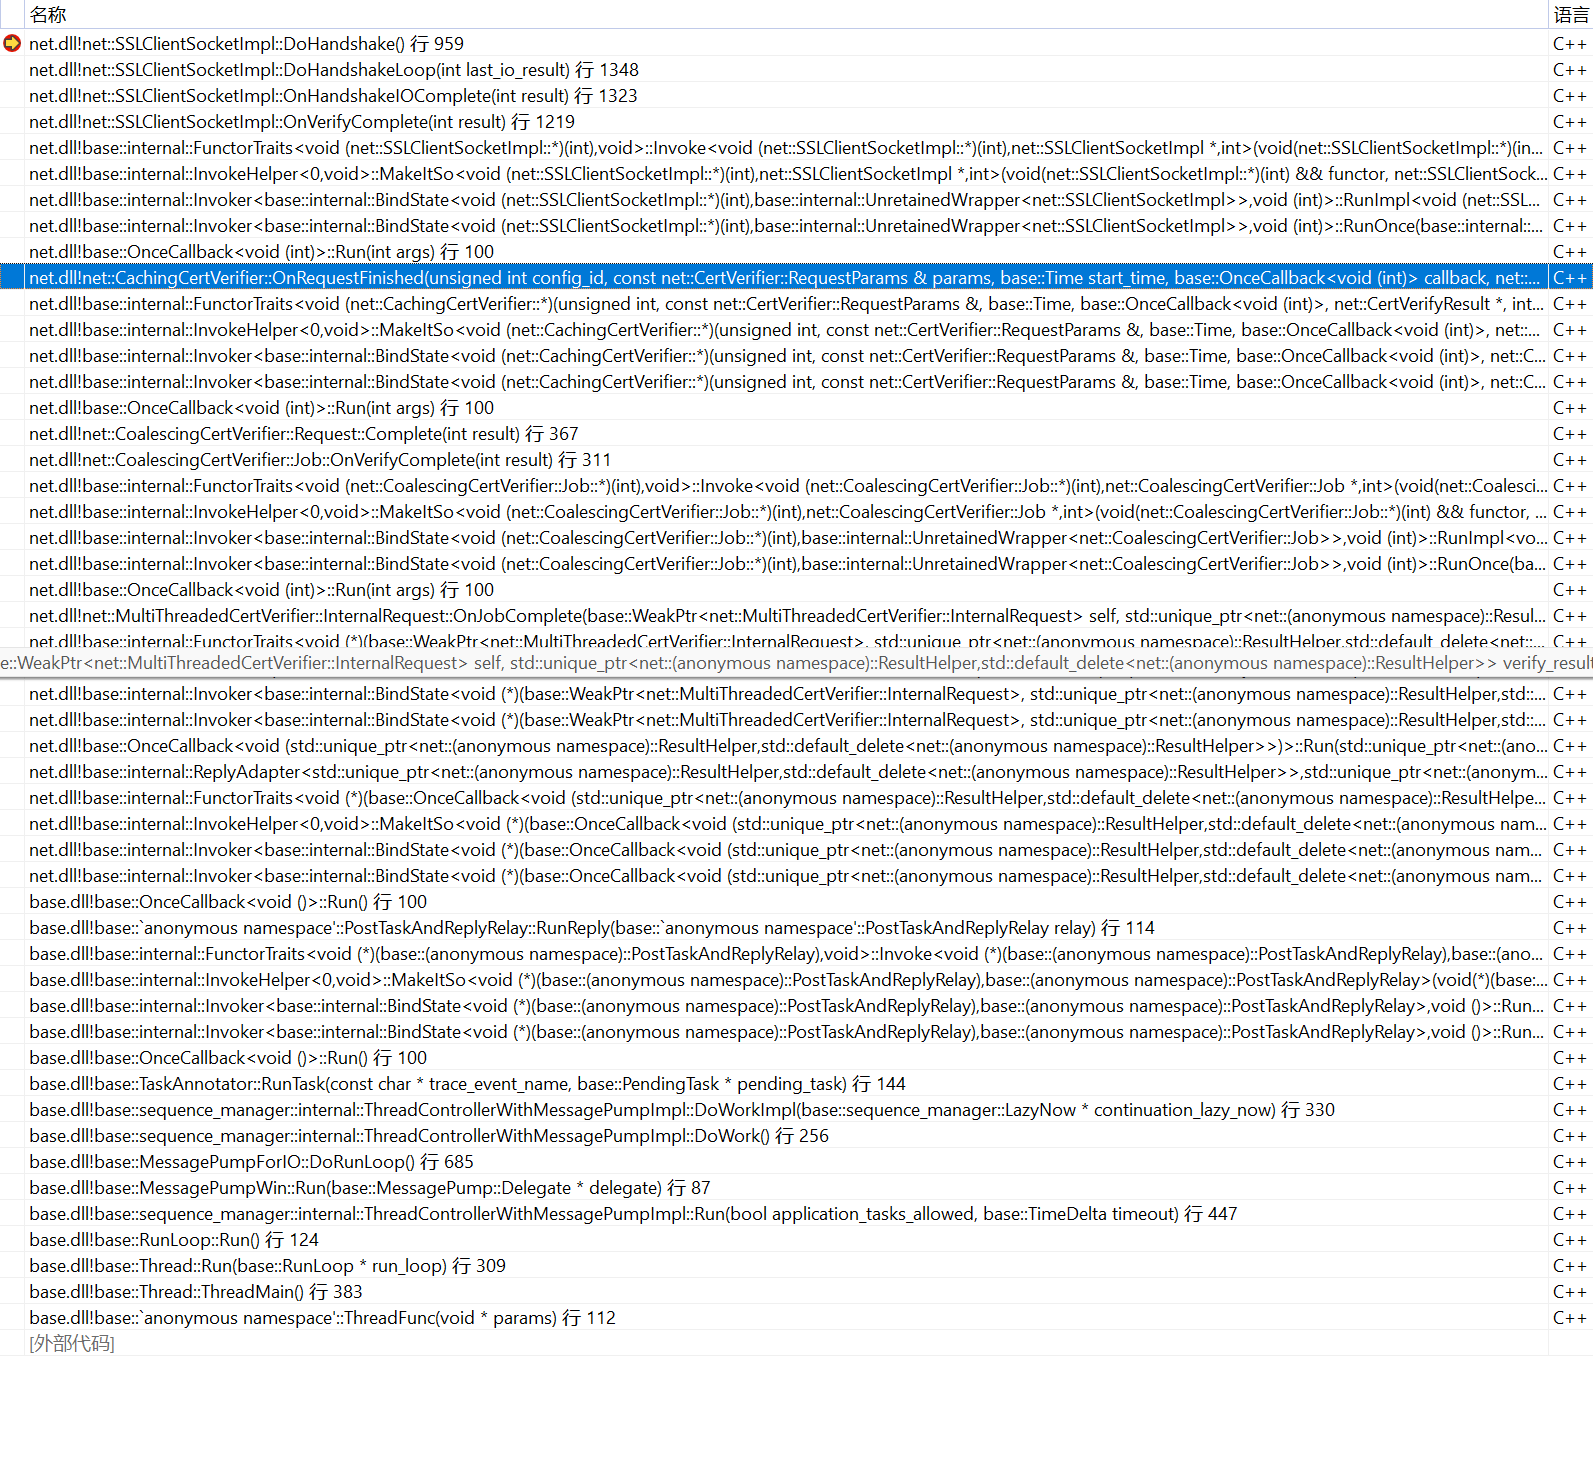 名称 语言
net.dll!net::SSLClientSocketImpl::DoHandshake() 行 959 C++
net.dll!net::SSLClientSocketImpl::DoHandshakeLoop(int last_io_result) 行 1348 C++
net.dll!net::SSLClientSocketImpl::OnHandshakeIOComplete(int result) 行 1323 C++
net.dll!net::SSLClientSocketImpl::OnVerifyComplete(int result) 行 1219 C++
net.dll!base::internal::FunctorTraits<void (net::SSLClientSocketImpl::*)(int),void>::Invoke<void (net::SSLClientSocketImpl::*)(int),net::SSLClientSocketImpl *,int>(void(net::SSLClientSocketImpl::*)(in... C++
net.dll!base::internal::InvokeHelper<0,void>::MakeItSo<void (net::SSLClientSocketImpl::*)(int),net::SSLClientSocketImpl *,int>(void(net::SSLClientSocketImpl::*)(int) && functor, net::SSLClientSock... C++
net.dll!base::internal::Invoker<base::internal::BindState<void (net::SSLClientSocketImpl::*)(int),base::internal::UnretainedWrapper<net::SSLClientSocketImpl>>,void (int)>::RunImpl<void (net::SSL... C++
net.dll!base::internal::Invoker<base::internal::BindState<void (net::SSLClientSocketImpl::*)(int),base::internal::UnretainedWrapper<net::SSLClientSocketImpl>>,void (int)>::RunOnce(base::internal::... C++
net.dll!base::OnceCallback<void (int)>::Run(int args) 行 100 C++
net.dll!net::CachingCertVerifier::OnRequestFinished(unsigned int config_id, const net::CertVerifier::RequestParams & params, base::Time start_time, base::OnceCallback<void (int)> callback, net::... C++
net.dll!base::internal::FunctorTraits<void (net::CachingCertVerifier::*)(unsigned int, const net::CertVerifier::RequestParams &, base::Time, base::OnceCallback<void (int)>, net::CertVerifyResult *, int... C++
net.dll!base::internal::InvokeHelper<0,void>::MakeItSo<void (net::CachingCertVerifier::*)(unsigned int, const net::CertVerifier::RequestParams &, base::Time, base::OnceCallback<void (int)>, net::... C++
net.dll!base::internal::Invoker<base::internal::BindState<void (net::CachingCertVerifier::*)(unsigned int, const net::CertVerifier::RequestParams &, base::Time, base::OnceCallback<void (int)>, net::C... C++
net.dll!base::internal::Invoker<base::internal::BindState<void (net::CachingCertVerifier::*)(unsigned int, const net::CertVerifier::RequestParams &, base::Time, base::OnceCallback<void (int)>, net::C... C++
net.dll!base::OnceCallback<void (int)>::Run(int args) 行 100 C++
net.dll!net::CoalescingCertVerifier::Request::Complete(int result) 行 367 C++
net.dll!net::CoalescingCertVerifier::Job::OnVerifyComplete(int result) 行 311 C++
net.dll!base::internal::FunctorTraits<void (net::CoalescingCertVerifier::Job::*)(int),void>::Invoke<void (net::CoalescingCertVerifier::Job::*)(int),net::CoalescingCertVerifier::Job *,int>(void(net::Coalesci... C++
net.dll!base::internal::InvokeHelper<0,void>::MakeItSo<void (net::CoalescingCertVerifier::Job::*)(int),net::CoalescingCertVerifier::Job *,int>(void(net::CoalescingCertVerifier::Job::*)(int) && functor, ... C++
net.dll!base::internal::Invoker<base::internal::BindState<void (net::CoalescingCertVerifier::Job::*)(int),base::internal::UnretainedWrapper<net::CoalescingCertVerifier::Job>>,void (int)>::RunImpl<vo... C++
net.dll!base::internal::Invoker<base::internal::BindState<void (net::CoalescingCertVerifier::Job::*)(int),base::internal::UnretainedWrapper<net::CoalescingCertVerifier::Job>>,void (int)>::RunOnce(ba... C++
net.dll!base::OnceCallback<void (int)>::Run(int args) 行 100 C++
net.dll!net::MultiThreadedCertVerifier::InternalRequest::OnJobComplete(base::WeakPtr<net::MultiThreadedCertVerifier::InternalRequest> self, std::unique_ptr<net::(anonymous namespace)::Resul... C++
net.dll!base::internal::FunctorTraits<void (*)(base::WeakPtr<net::MultiThreadedCertVerifier::InternalRequest>, std::unique_ptr<net::(anonymous namespace)::ResultHelper,std::default_delete<net::... C++
e::WeakPtr<net::MultiThreadedCertVerifier::InternalRequest> self, std::unique_ptr<net::(anonymous namespace)::ResultHelper,std::default_delete<net::(anonymous namespace)::ResultHelper>> verify_result
net.dll!base::internal::Invoker<base::internal::BindState<void (*)(base::WeakPtr<net::MultiThreadedCertVerifier::InternalRequest>, std::unique_ptr<net::(anonymous namespace)::ResultHelper,std::... C++
net.dll!base::internal::Invoker<base::internal::BindState<void (*)(base::WeakPtr<net::MultiThreadedCertVerifier::InternalRequest>, std::unique_ptr<net::(anonymous namespace)::ResultHelper,std::... C++
net.dll!base::OnceCallback<void (std::unique_ptr<net::(anonymous namespace)::ResultHelper,std::default_delete<net::(anonymous namespace)::ResultHelper>>)>::Run(std::unique_ptr<net::(ano... C++
net.dll!base::internal::ReplyAdapter<std::unique_ptr<net::(anonymous namespace)::ResultHelper,std::default_delete<net::(anonymous namespace)::ResultHelper>>,std::unique_ptr<net::(anonym... C++
net.dll!base::internal::FunctorTraits<void (*)(base::OnceCallback<void (std::unique_ptr<net::(anonymous namespace)::ResultHelper,std::default_delete<net::(anonymous namespace)::ResultHelpe... C++
net.dll!base::internal::InvokeHelper<0,void>::MakeItSo<void (*)(base::OnceCallback<void (std::unique_ptr<net::(anonymous namespace)::ResultHelper,std::default_delete<net::(anonymous nam... C++
net.dll!base::internal::Invoker<base::internal::BindState<void (*)(base::OnceCallback<void (std::unique_ptr<net::(anonymous namespace)::ResultHelper,std::default_delete<net::(anonymous nam... C++
net.dll!base::internal::Invoker<base::internal::BindState<void (*)(base::OnceCallback<void (std::unique_ptr<net::(anonymous namespace)::ResultHelper,std::default_delete<net::(anonymous nam... C++
base.dll!base::OnceCallback<void ()>::Run() 行 100 C++
base.dll!base::`anonymous namespace'::PostTaskAndReplyRelay::RunReply(base::`anonymous namespace'::PostTaskAndReplyRelay relay) 行 114 C++
base.dll!base::internal::FunctorTraits<void (*)(base::(anonymous namespace)::PostTaskAndReplyRelay),void>::Invoke<void (*)(base::(anonymous namespace)::PostTaskAndReplyRelay),base::(ano... C++
base.dll!base::internal::InvokeHelper<0,void>::MakeItSo<void (*)(base::(anonymous namespace)::PostTaskAndReplyRelay),base::(anonymous namespace)::PostTaskAndReplyRelay>(void(*)(base:... C++
base.dll!base::internal::Invoker<base::internal::BindState<void (*)(base::(anonymous namespace)::PostTaskAndReplyRelay),base::(anonymous namespace)::PostTaskAndReplyRelay>,void ()>::Run... C++
base.dll!base::internal::Invoker<base::internal::BindState<void (*)(base::(anonymous namespace)::PostTaskAndReplyRelay),base::(anonymous namespace)::PostTaskAndReplyRelay>,void ()>::Run... C++
base.dll!base::OnceCallback<void ()>::Run() 行 100 C++
base.dll!base::TaskAnnotator::RunTask(const char * trace_event_name, base::PendingTask * pending_task) 行 144 C++
base.dll!base::sequence_manager::internal::ThreadControllerWithMessagePumpImpl::DoWorkImpl(base::sequence_manager::LazyNow * continuation_lazy_now) 行 330 C++
base.dll!base::sequence_manager::internal::ThreadControllerWithMessagePumpImpl::DoWork() 行 256 C++
base.dll!base::MessagePumpForIO::DoRunLoop() 行 685 C++
base.dll!base::MessagePumpWin::Run(base::MessagePump::Delegate * delegate) 行 87 C++
base.dll!base::sequence_manager::internal::ThreadControllerWithMessagePumpImpl::Run(bool application_tasks_allowed, base::TimeDelta timeout) 行 447 C++
base.dll!base::RunLoop::Run() 行 124 C++
base.dll!base::Thread::Run(base::RunLoop * run_loop) 行 309 C++
base.dll!base::Thread::ThreadMain() 行 383 C++
base.dll!base::`anonymous namespace'::ThreadFunc(void * params) 行 112 C++
[外部代码]